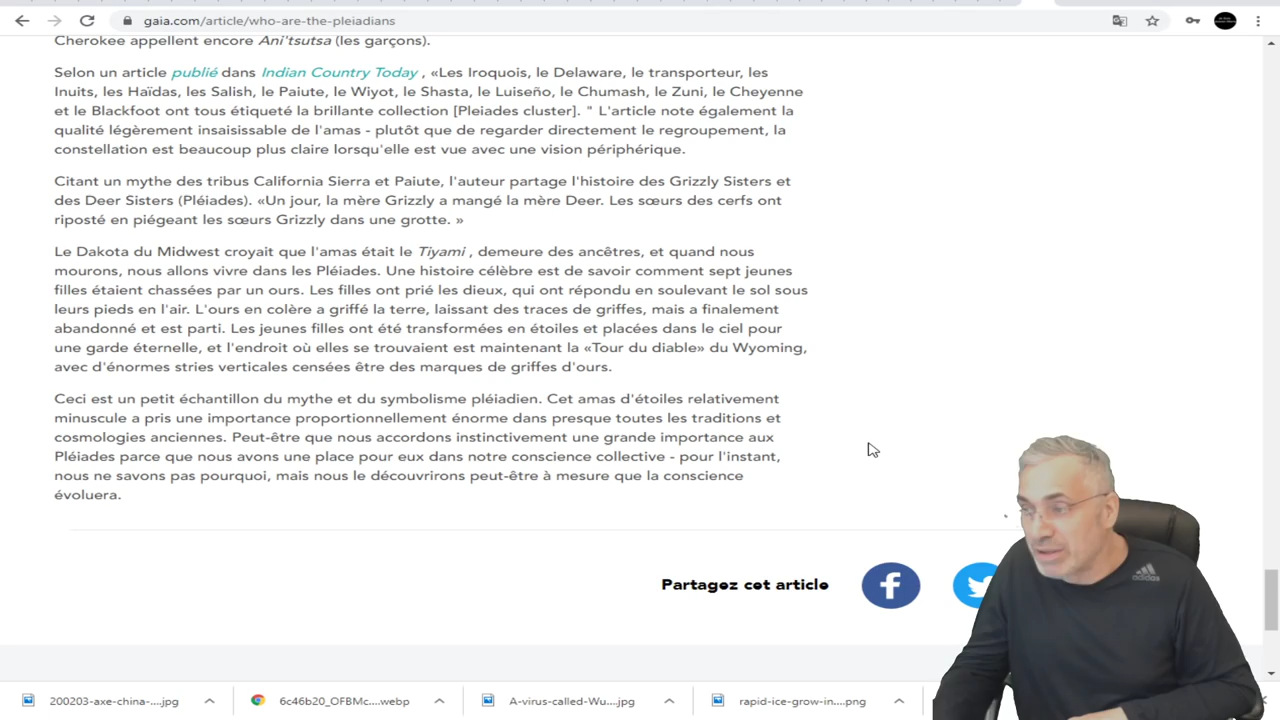 gaia.com/article/who-are-the-pleiadians
Cherokee appellent encore Ani'tsutsa (les garçons).
Selon un article publié dans Indian Country Today , «Les Iroquois, le Delaware, le transporteur, les
Inuits, les Haïdas, les Salish, le Paiute, le Wiyot, le Shasta, le Luiseño, le Chumash, le Zuni, le Cheyenne
et le Blackfoot ont tous étiqueté la brillante collection [Pleiades cluster]. " L'article note également la
qualité légèrement insaisissable de l'amas - plutôt que de regarder directement le regroupement, la
constellation est beaucoup plus claire lorsqu'elle est vue avec une vision périphérique.
Citant un mythe des tribus California Sierra et Paiute, l'auteur partage l'histoire des Grizzly Sisters et
des Deer Sisters (Pléiades). «Un jour, la mère Grizzly a mangé la mère Deer. Les sœurs des cerfs ont
riposté en piégeant les sœurs Grizzly dans une grotte. »
Le Dakota du Midwest croyait que l'amas était le Tiyami , demeure des ancêtres, et quand nous
mourons, nous allons vivre dans les Pléiades. Une histoire célèbre est de savoir comment sept jeunes
filles étaient chassées par un ours. Les filles ont prié les dieux, qui ont répondu en soulevant le sol sous
leurs pieds en l'air. L'ours en colère a griffé la terre, laissant des traces de griffes, mais a finalement
abandonné et est parti. Les jeunes filles ont été transformées en étoiles et placées dans le ciel pour
une garde éternelle, et l'endroit où elles se trouvaient est maintenant la «Tour du diable» du Wyoming,
avec d'énormes stries verticales censées être des marques de griffes d'ours.
Ceci est un petit échantillon du mythe et du symbolisme pléiadien. Cet amas d'étoiles relativement
minuscule a pris une importance proportionnellement énorme dans presque toutes les traditions et
cosmologies anciennes. Peut-être que nous accordons instinctivement une grande importance aux
Pléiades parce que nous avons une place pour eux dans notre conscience collective - pour l'instant,
nous ne savons pas pourquoi, mais nous le découvrirons peut-être à mesure que la conscience
évoluera.
Partagez cet article
adidas
200203-axe-china-....jpg
6c46b20_OFBMc....webp
A-virus-called-Wu....jpg
rapid-ice-grow-in....png